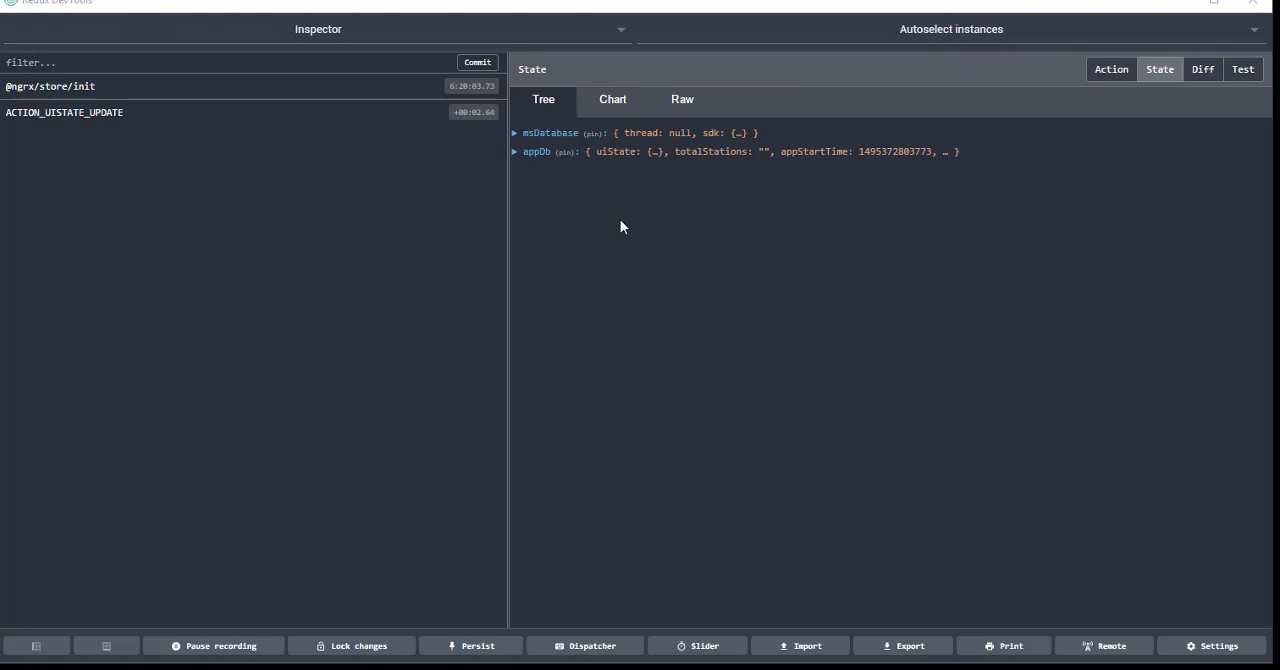 Redux DevTools
Inspector
Autoselect instances
filter...
Commit
State
Action
State
Diff
Test
@ngrx/store/init
6:20:03.73
Tree
Chart
Raw
ACTION_UISTATE_UPDATE
+00:02.64
msDatabase (pin): { thread: null, sdk: {…} }
appDb (pin): { uiState: {…}, totalStations: "", appStartTime: 1495372803773, … }
Pause recording
Lock changes
Persist
Dispatcher
Slider
Import
Export
Print
Remote
Settings